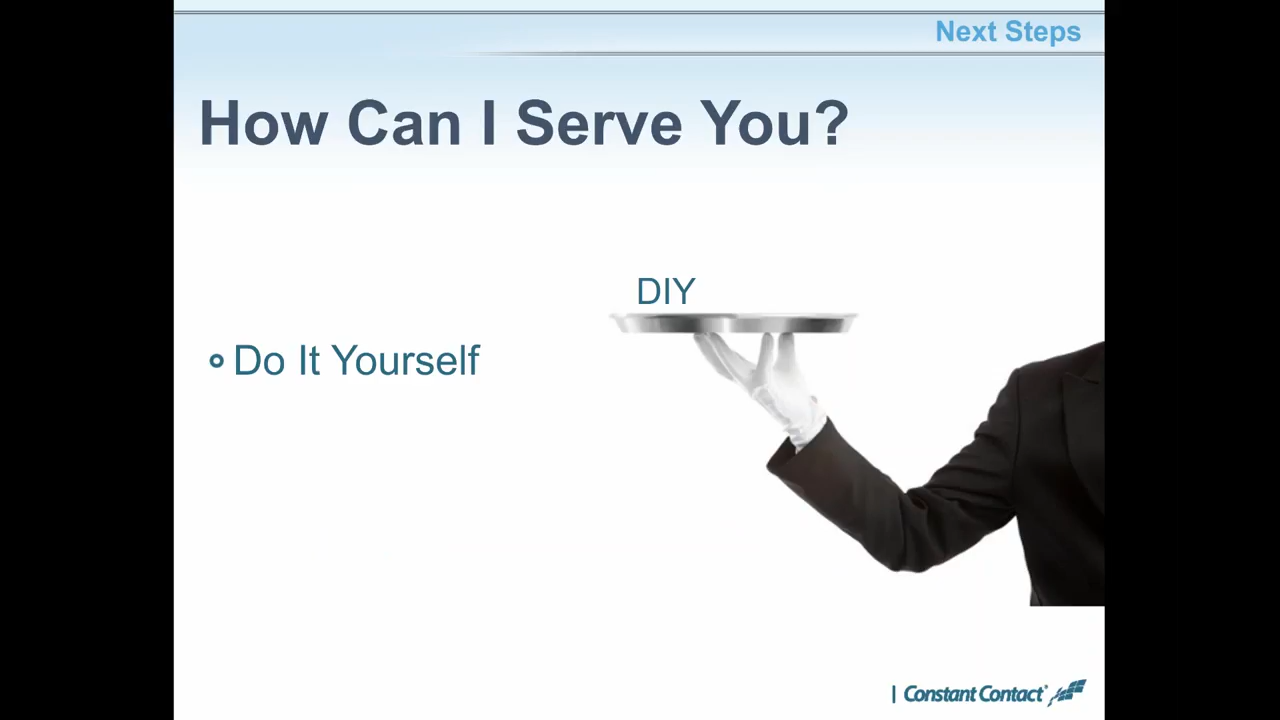 Next Steps
How Can I Serve You?
DIY
Do It Yourself
| Constant Contact®